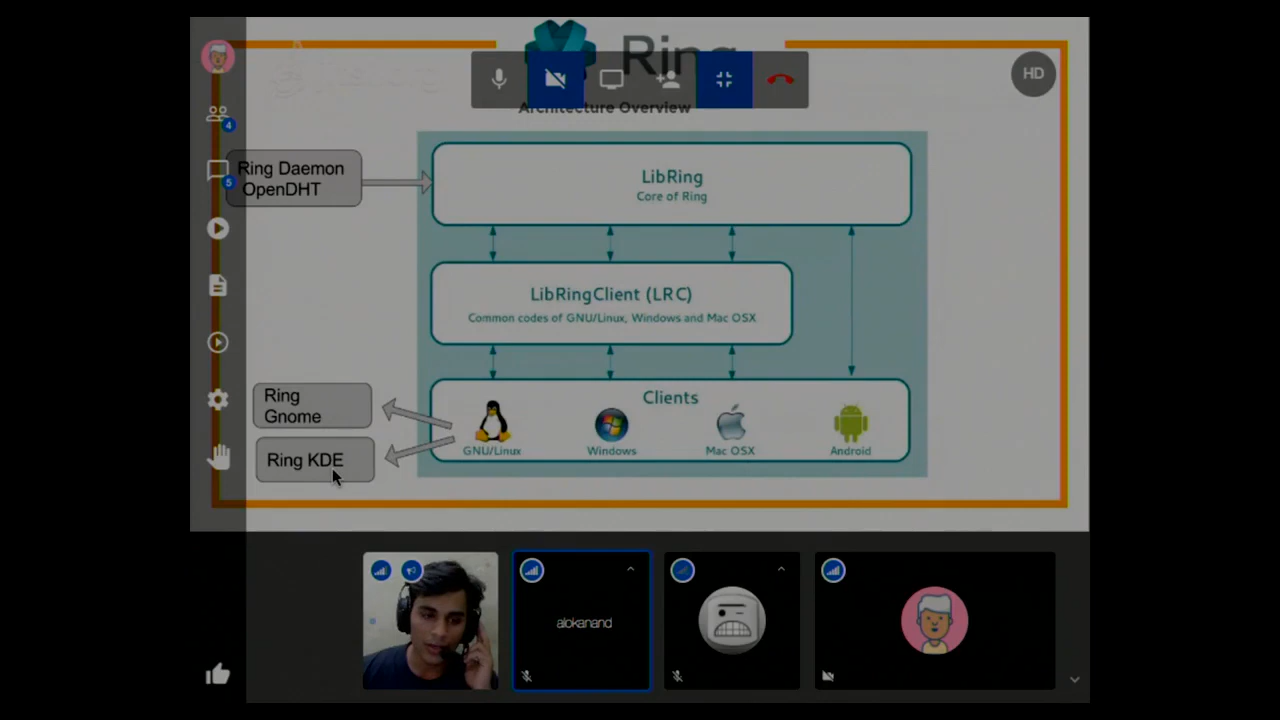 Ring
HD
Architecture Overview
4
Ring Daemon
OpenDHT
5
LibRing
Core of Ring
LibRingClient (LRC)
Common codes of GNU/Linux, Windows and Mac OSX
Clients
Ring
Gnome
Ring KDE
GNU/Linux
Windows
Mac OSX
Android
alokanand